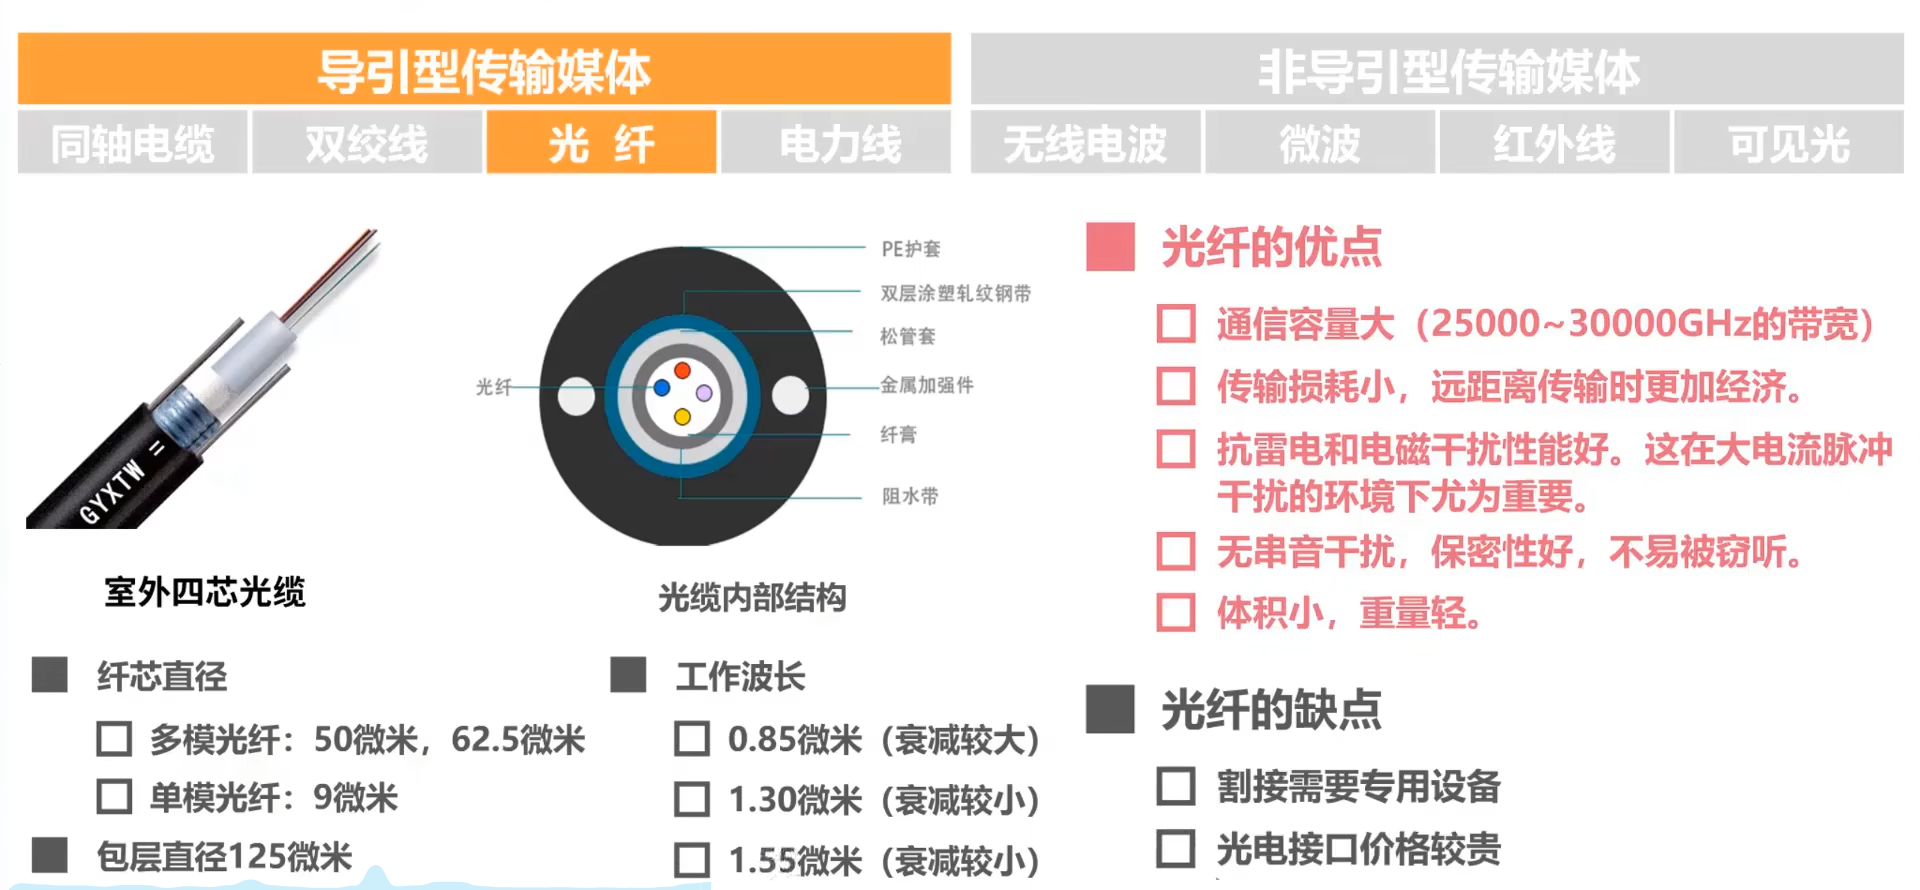 导引型传输媒体
非导引型传输媒体
同轴电缆
双绞线
光 纤
电力线
无线电波
微波
红外线
可见光
GYXTW =
室外四芯光缆
PE护套
双层涂塑轧纹钢带
松管套
光纤
金属加强件
纤膏
阻水带
光缆内部结构
纤芯直径
多模光纤：50微米，62.5微米
单模光纤：9微米
包层直径125微米
工作波长
0.85微米（衰减较大）
1.30微米（衰减较小）
1.55微米（衰减较小）
光纤的优点
通信容量大（25000~30000GHz的带宽）
传输损耗小，远距离传输时更加经济。
抗雷电和电磁干扰性能好。这在大电流脉冲
干扰的环境下尤为重要。
无串音干扰，保密性好，不易被窃听。
体积小，重量轻。
光纤的缺点
割接需要专用设备
光电接口价格较贵